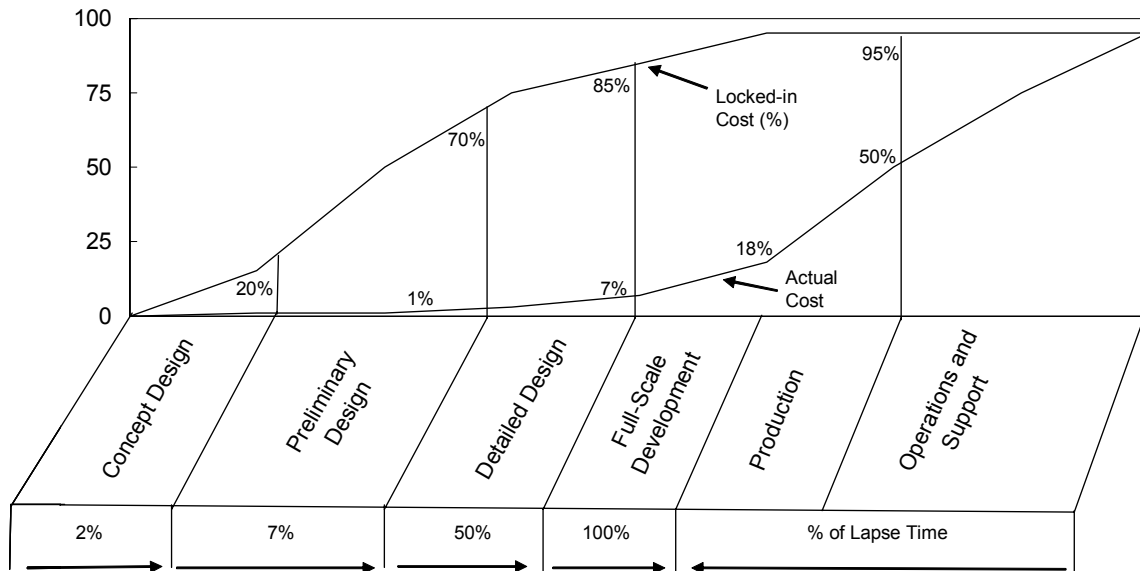 100
95%
75
85%
Locked-in
Cost (%)
70%
50
50%
25
18%
20%
1%
7%
Actual
Cost
0
Concept Design
Preliminary
Design
Detailed Design
Full-Scale
Development
Production
Operations and
Support
2%
7%
50%
100%
% of Lapse Time